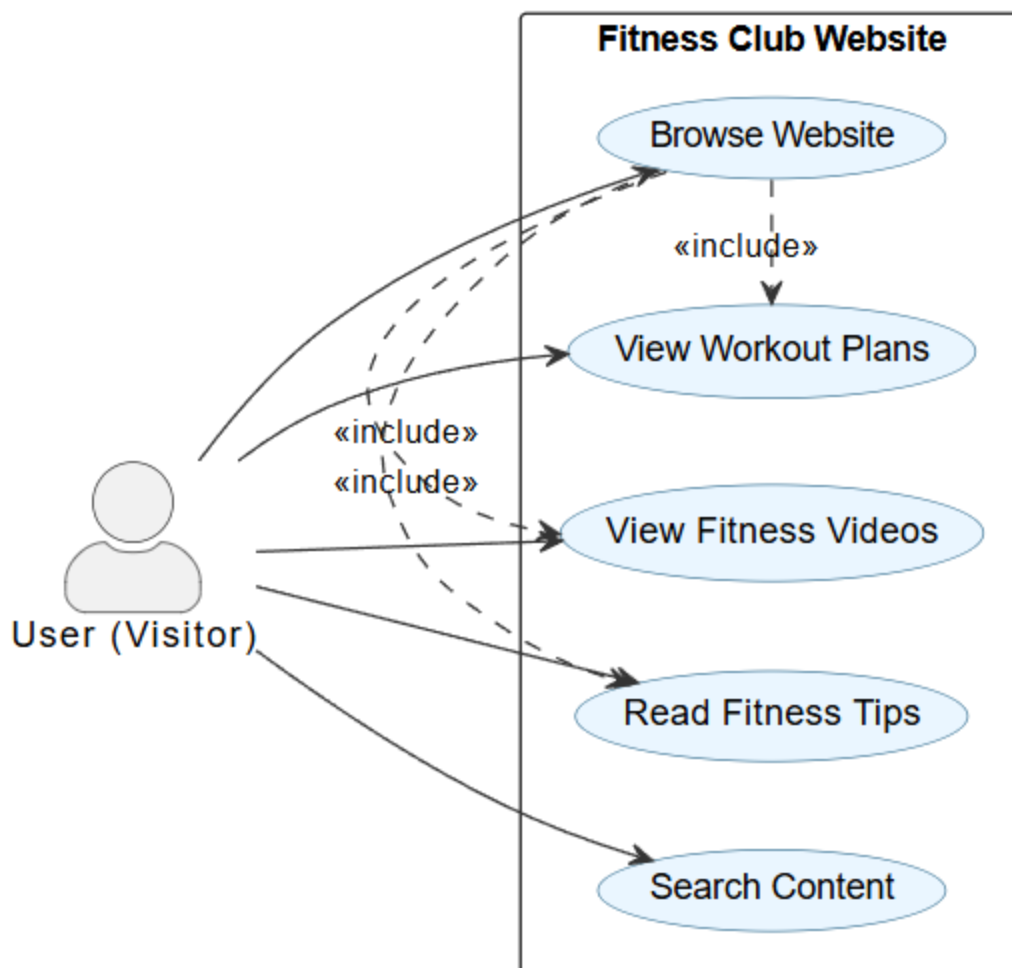 Fitness Club Website
Browse Website
«include»
View Workout Plans
«include»
«include»
View Fitness Videos
User (Visitor)
Read Fitness Tips
Search Content